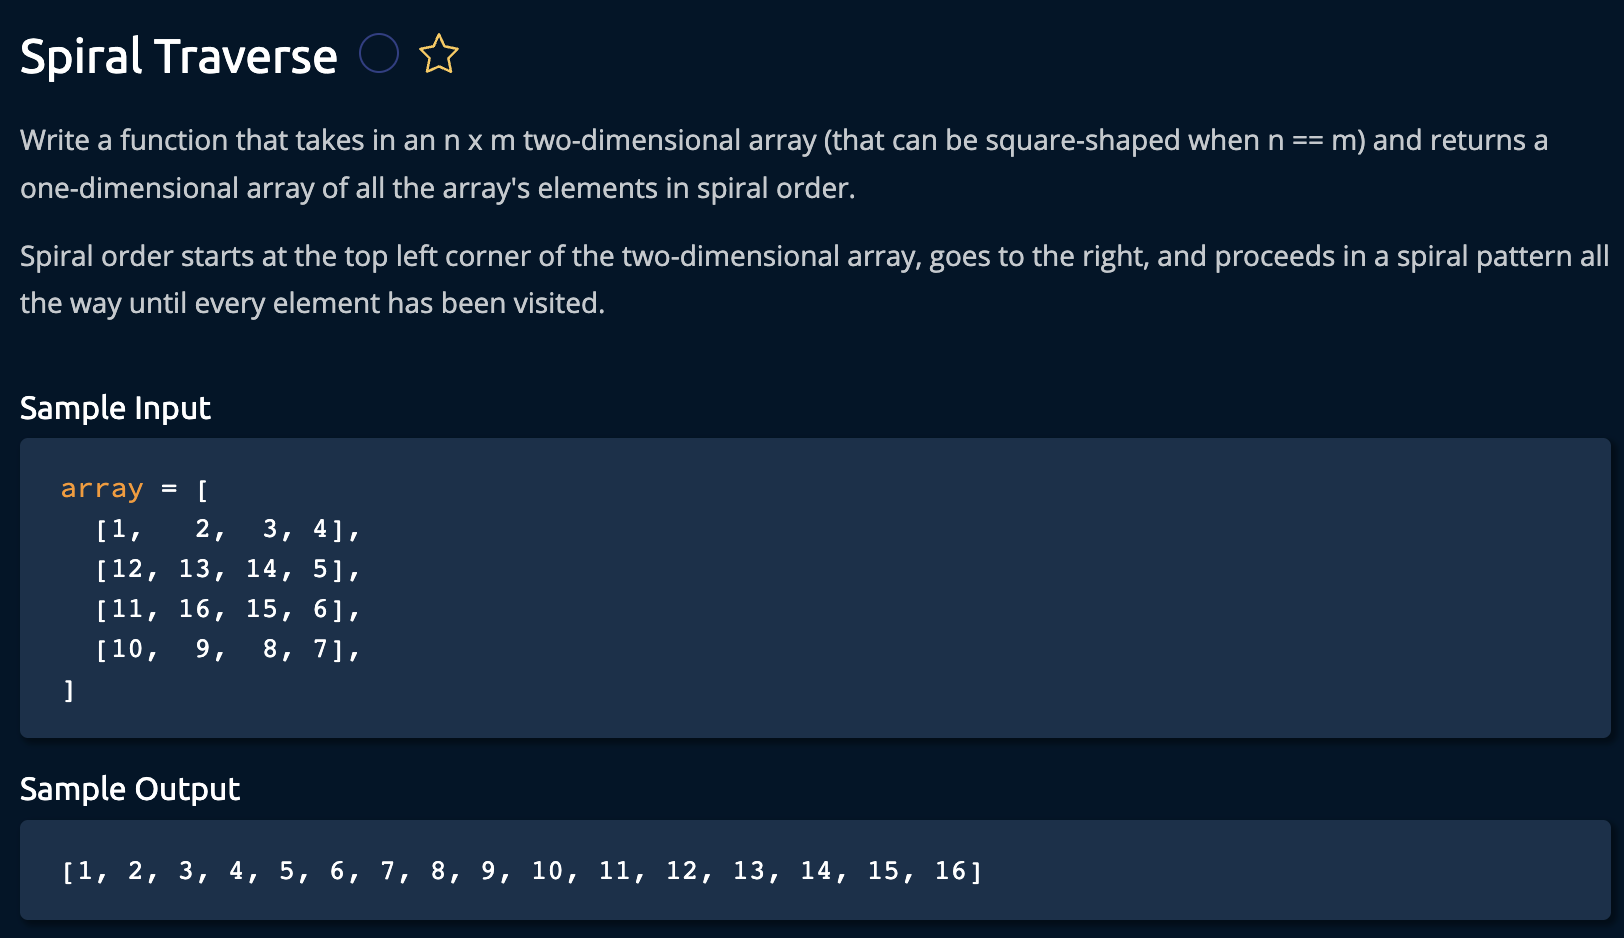 Spiral Traverse
Write a function that takes in an n x m two-dimensional array (that can be square-shaped when n == m) and returns a
one-dimensional array of all the array's elements in spiral order.
Spiral order starts at the top left corner of the two-dimensional array, goes to the right, and proceeds in a spiral pattern all
the way until every element has been visited.
Sample Input
array = [
  [1,   2,  3, 4],
  [12, 13, 14, 5],
  [11, 16, 15, 6],
  [10,  9,  8, 7],
]
Sample Output
[1, 2, 3, 4, 5, 6, 7, 8, 9, 10, 11, 12, 13, 14, 15, 16]